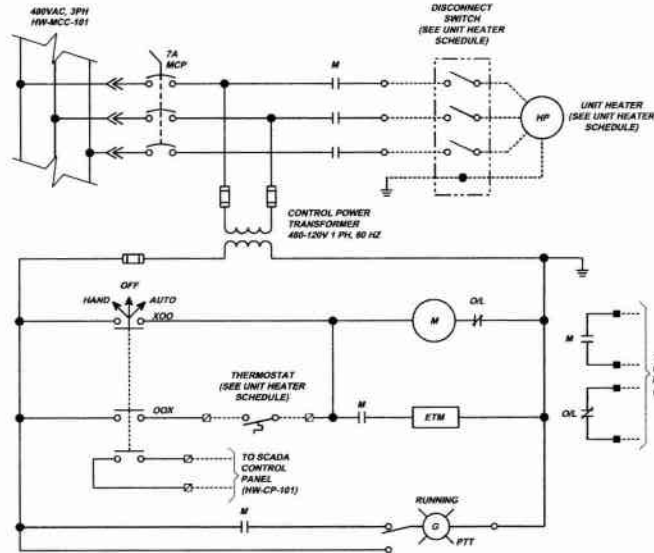 480VAC, 3PH
HW-MCC-101
7A
MCP
M
DISCONNECT
SWITCH
(SEE UNIT HEATER
SCHEDULE)
HP
UNIT HEATER
(SEE UNIT HEATER
SCHEDULE)
CONTROL POWER
TRANSFORMER
480-120V 1 PH, 60 HZ
OFF
HAND
AUTO
XOO
M
O/L
M
THERMOSTAT
(SEE UNIT HEATER
SCHEDULE)
OOX
M
ETM
O/L
TO SCADA
CONTROL
PANEL
(HW-CP-101)
RUNNING
M
G
PTT